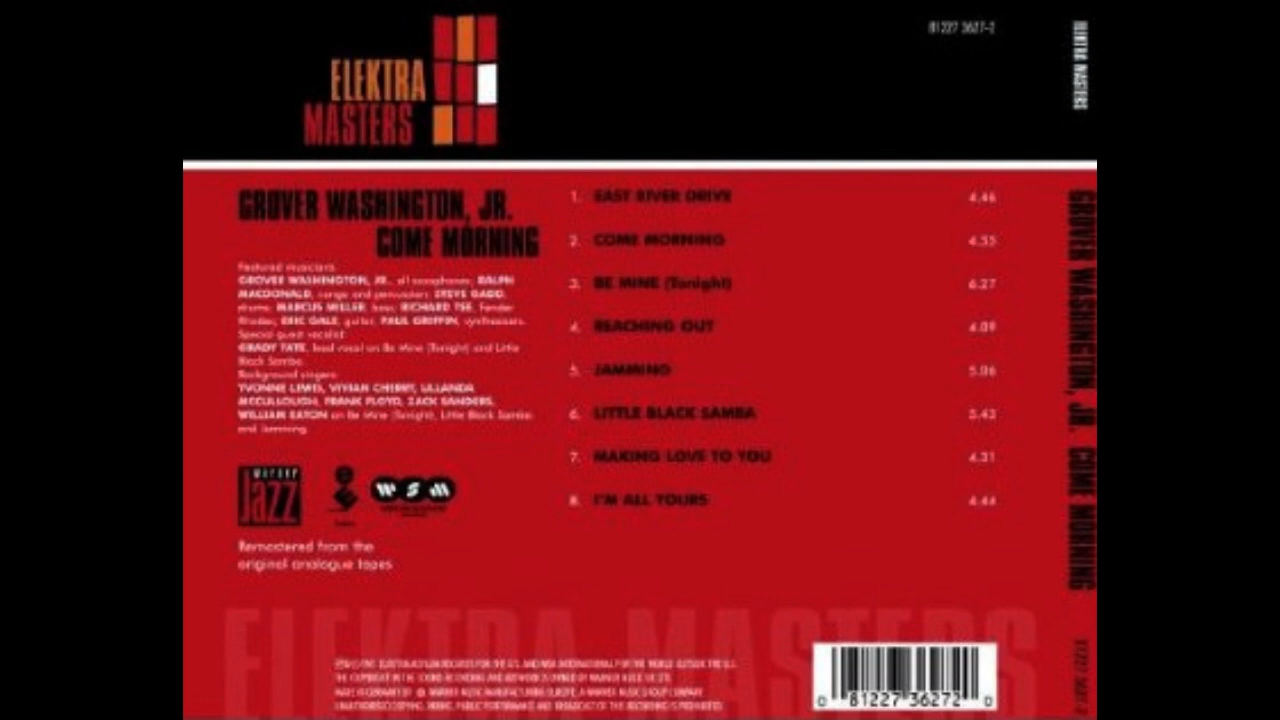 81227 3627-2
ELEKTRA
MASTERS
ELEKTRA MASTERS
GROVER WASHINGTON, JR.
COME MORNING
Featured musicians:
GROVER WASHINGTON, JR., all saxophones; RALPH
MACDONALD, congas and percussion; STEVE GADD,
drums; MARCUS MILLER, bass; RICHARD TEE, Fender
Rhodes; ERIC GALE, guitar; PAUL GRIFFIN, synthesizers.
Special guest vocalist:
GRADY TATE, lead vocal on Be Mine (Tonight) and Little
Black Samba.
Background singers:
YVONNE LEWIS, VIVIAN CHERRY, ULLANDA
MCCULLOUGH, FRANK FLOYD, ZACK SANDERS,
WILLIAM EATON on Be Mine (Tonight), Little Black Samba
and Jamming.
WARNER
Jazz
WSM
Remastered from the
original analogue tapes
1. EAST RIVER DRIVE 4.46
2. COME MORNING 4.55
3. BE MINE (Tonight) 6.27
4. REACHING OUT 4.09
5. JAMMING 5.06
6. LITTLE BLACK SAMBA 5.43
7. MAKING LOVE TO YOU 4.31
8. I'M ALL YOURS 4.44
GROVER WASHINGTON, JR. COME MORNING
ELEKTRA MASTERS
0 81227 36272 0